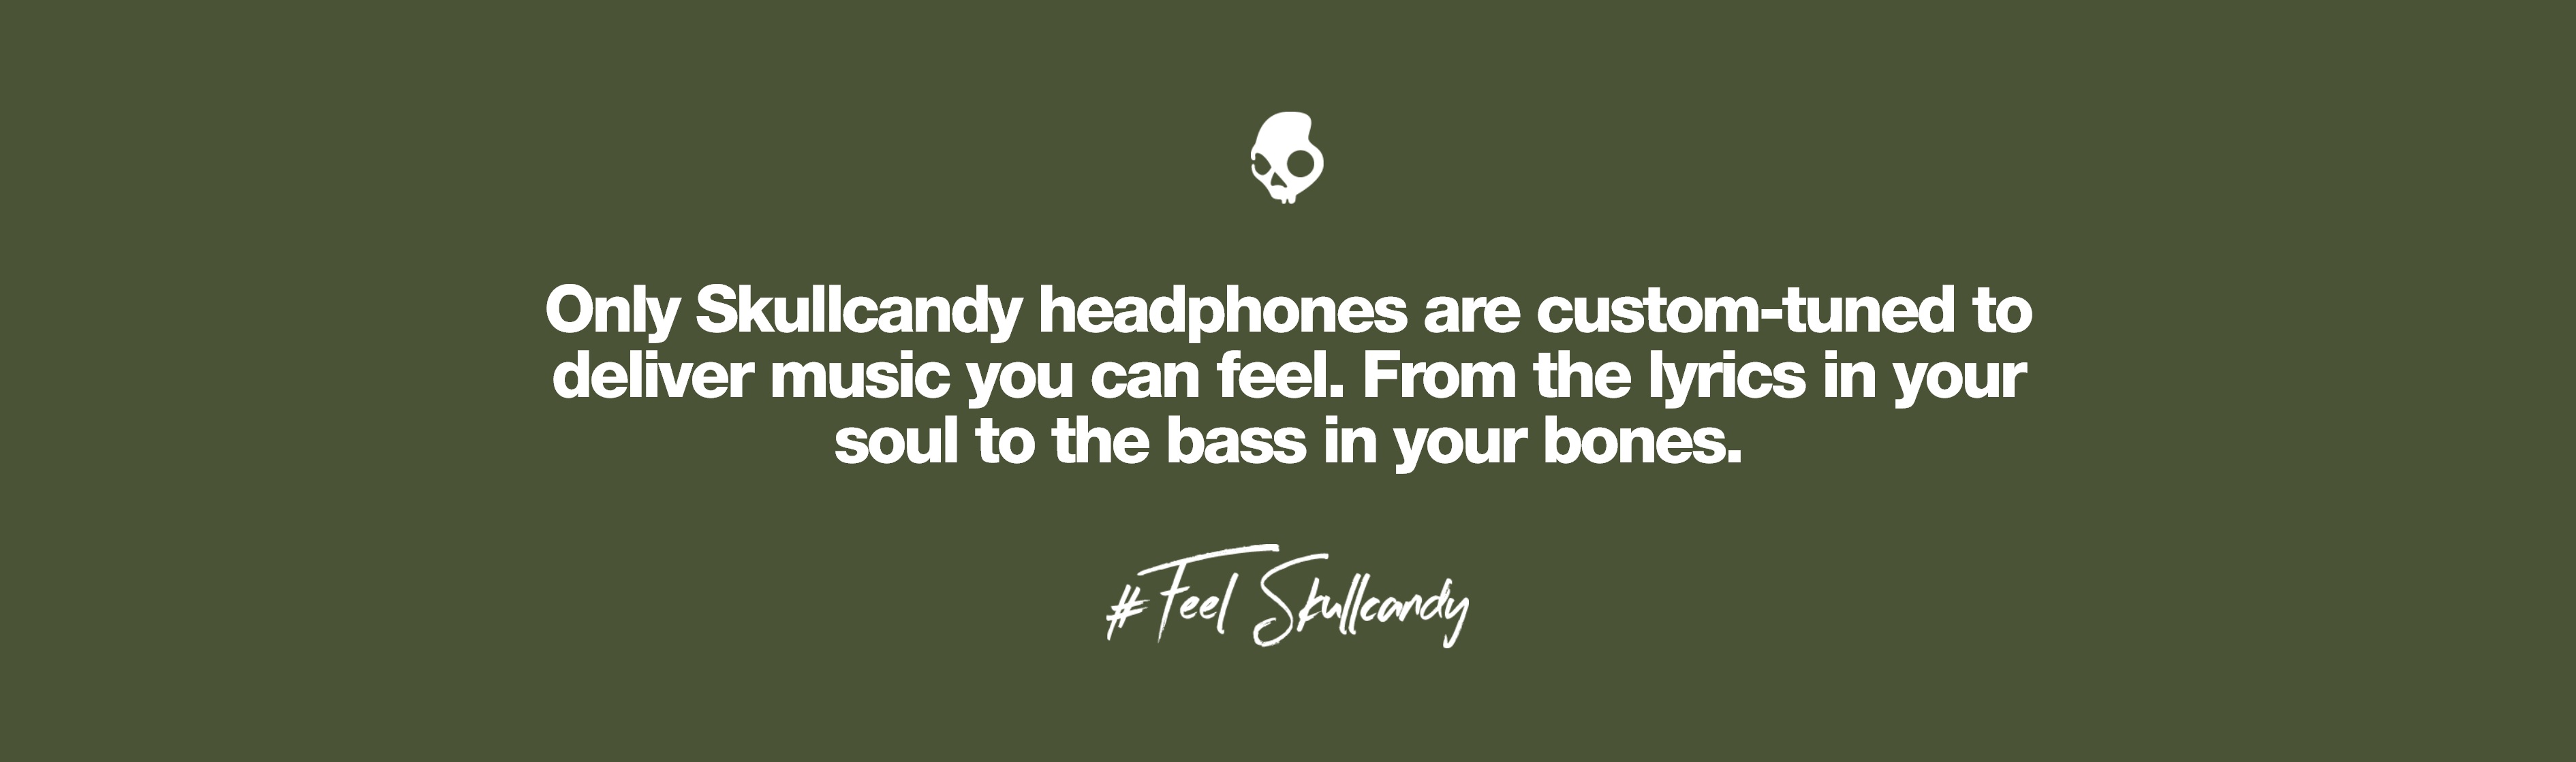 Only Skullcandy headphones are custom-tuned to
deliver music you can feel. From the lyrics in your
soul to the bass in your bones.
#Feel Skullcandy